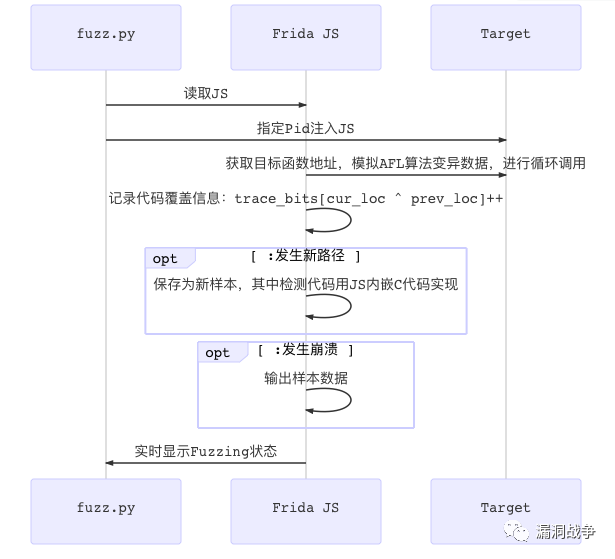 fuzz.py Frida JS Target
读取JS
指定Pid注入JS
获取目标函数地址，模拟AFL算法变异数据，进行循环调用
记录代码覆盖信息：trace_bits[cur_loc ^ prev_loc]++
opt [ :发生新路径 ]
保存为新样本，其中检测代码用JS内嵌C代码实现
opt [ :发生崩溃 ]
输出样本数据
实时显示Fuzzing状态
fuzz.py Frida JS Target
漏洞战争